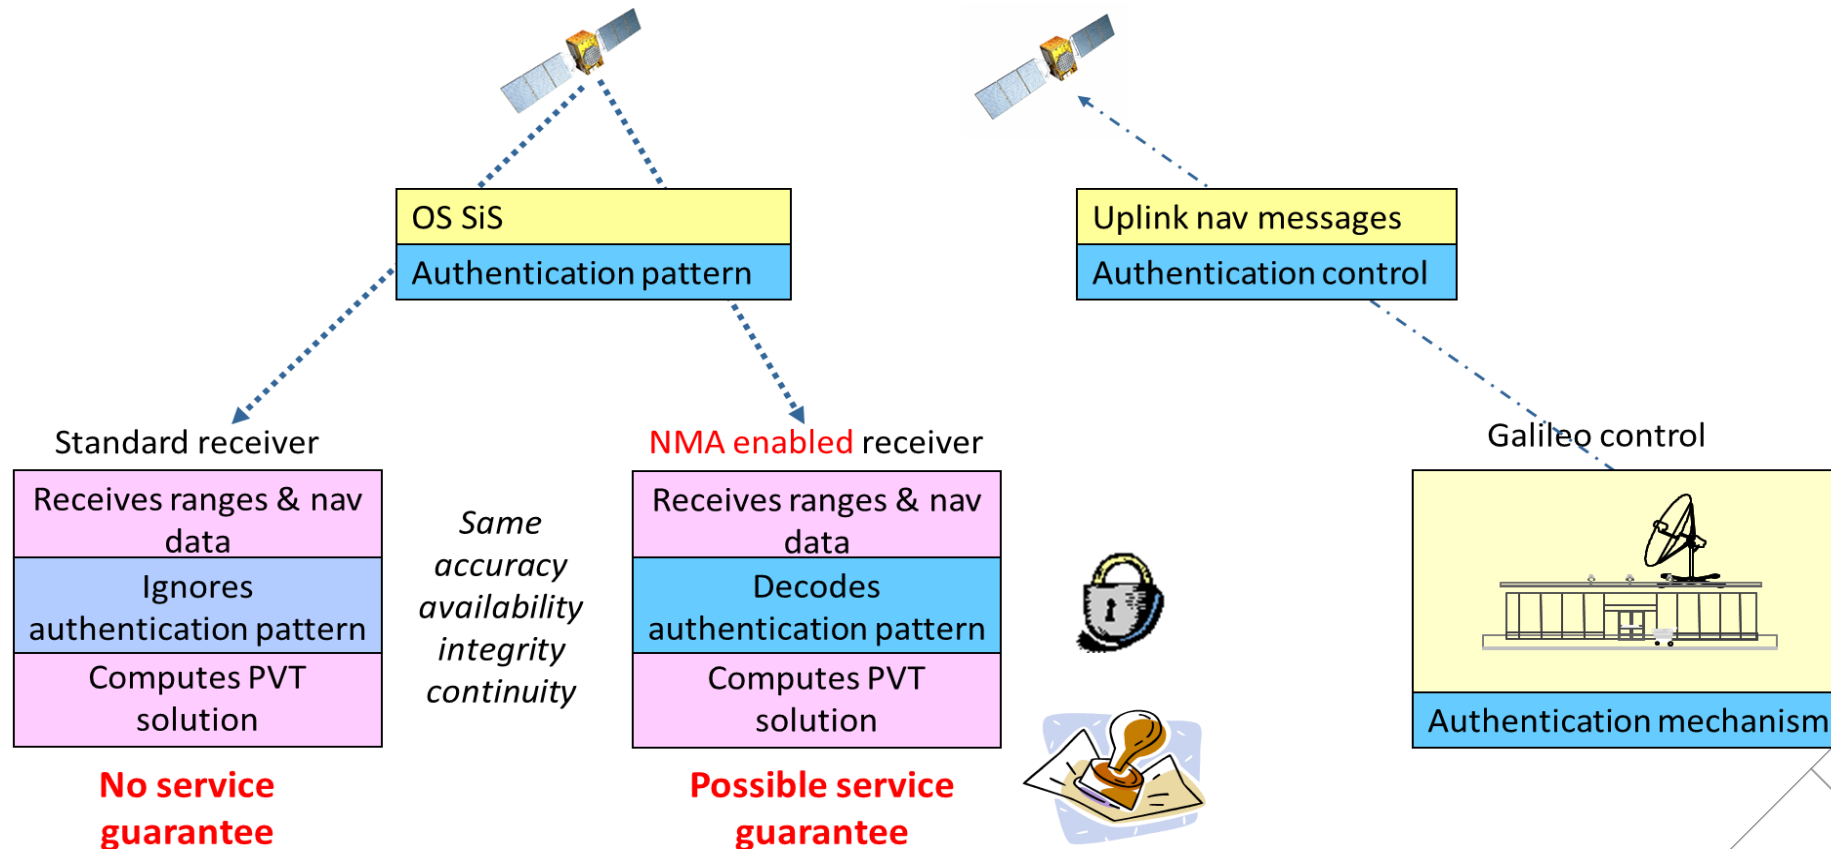 OS SiS
Authentication pattern
Uplink nav messages
Authentication control
Standard receiver
Receives ranges & nav
data
Ignores
authentication pattern
Computes PVT
solution
No service
guarantee
Same
accuracy
availability
integrity
continuity
NMA enabled receiver
Receives ranges & nav
data
Decodes
authentication pattern
Computes PVT
solution
Possible service
guarantee
Galileo control
Authentication mechanism